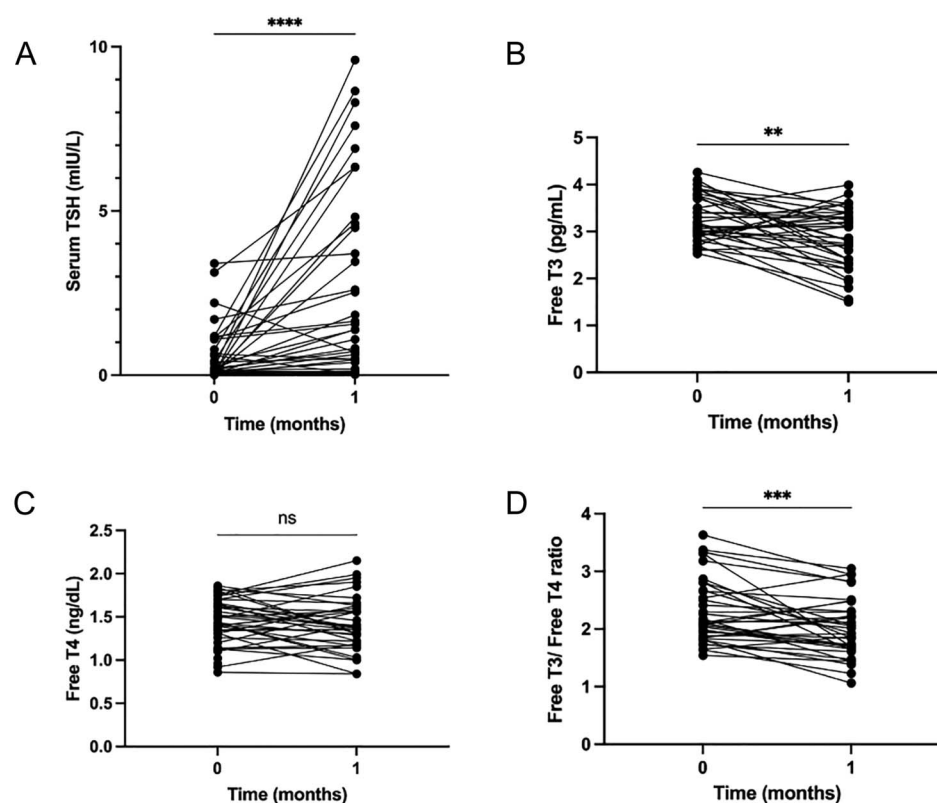 A
****
10
5
0
Serum TSH (mIU/L)
0 1
Time (months)
B
**
5
4
3
2
1
0
Free T3 (pg/mL)
0 1
Time (months)
C
ns
2.5
2.0
1.5
1.0
0.5
0.0
Free T4 (ng/dL)
0 1
Time (months)
D
***
4
3
2
1
0
Free T3/ Free T4 ratio
0 1
Time (months)